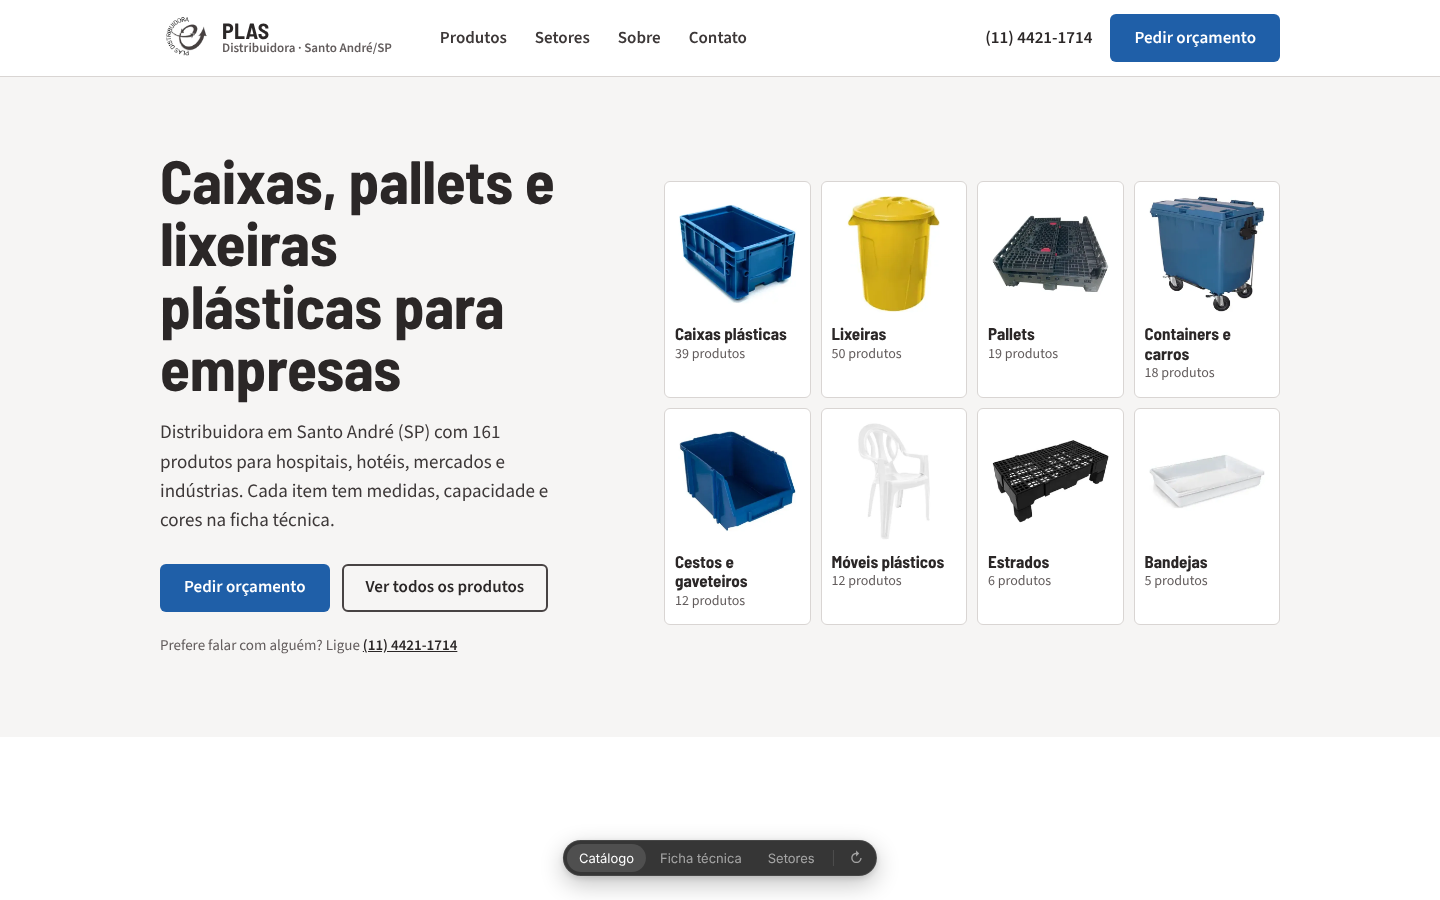 PLAS DISTRIBUIDORA
PLAS
Distribuidora · Santo André/SP
Produtos
Setores
Sobre
Contato
(11) 4421-1714
Pedir orçamento
Caixas, pallets e
lixeiras
plásticas para
empresas
Distribuidora em Santo André (SP) com 161
produtos para hospitais, hotéis, mercados e
indústrias. Cada item tem medidas, capacidade e
cores na ficha técnica.
Pedir orçamento
Ver todos os produtos
Prefere falar com alguém? Ligue (11) 4421-1714
Caixas plásticas
39 produtos
Lixeiras
50 produtos
Pallets
19 produtos
Containers e
carros
18 produtos
Cestos e
gaveteiros
12 produtos
Móveis plásticos
12 produtos
Estrados
6 produtos
Bandejas
5 produtos
Catálogo
Ficha técnica
Setores